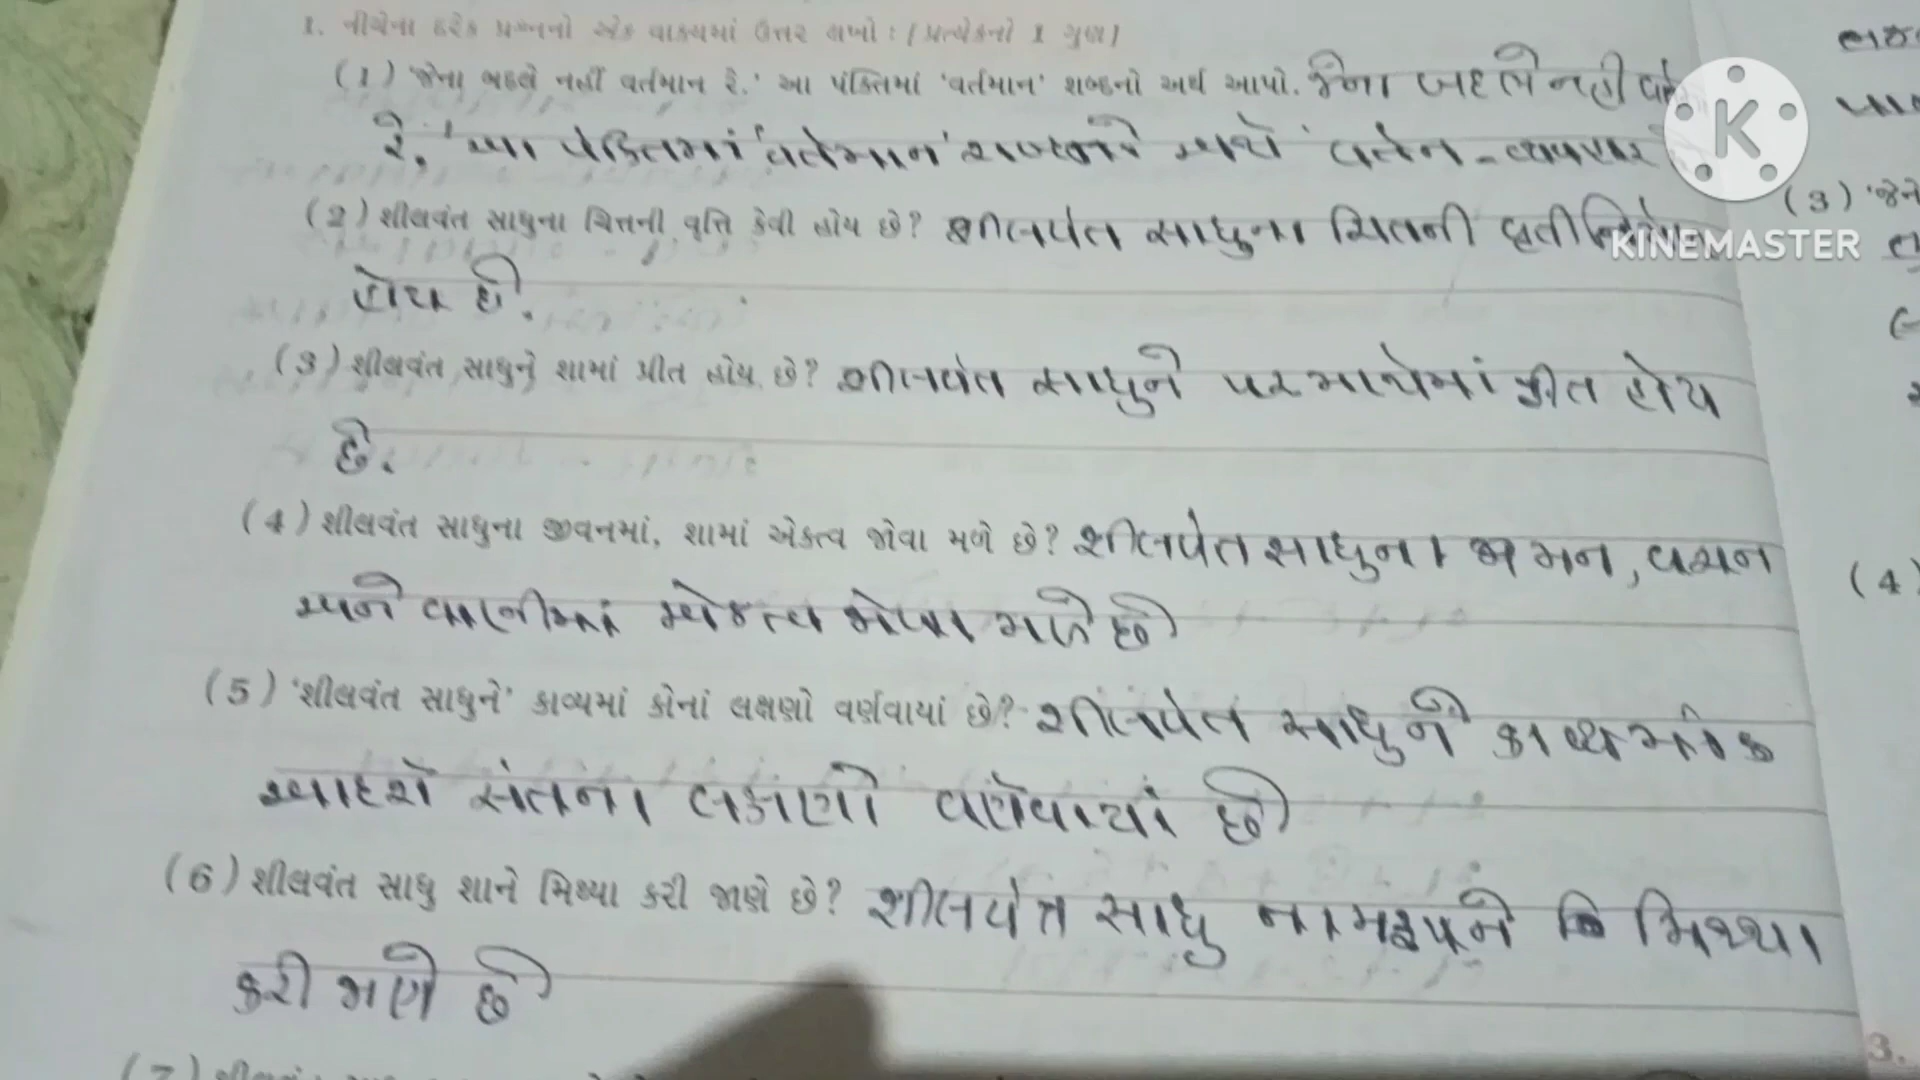 1. નીચેના દરેક પ્રશ્નનો એક વાક્યમાં ઉત્તર લખો : [પ્રત્યેકનો 1 ગુણ]
(1) 'જેના બદલે નહીં વર્તમાન રે.' આ પંક્તિમાં 'વર્તમાન' શબ્દનો અર્થ આપો. જેના બદલે નહી
રે.' આ પંક્તિમાં 'વર્તમાન' શબ્દનો અર્થ વર્તન-વ્યવહાર
(2) શીલવંત સાધુના ચિત્તની વૃત્તિ કેવી હોય છે? શીલવંત સાધુના ચિતની વૃતી
હોય છે.
(3) શીલવંત સાધુને શામાં પ્રીત હોય છે? શીલવંત સાધુને પરમાર્થમાં પ્રીત હોય
છે.
(4) શીલવંત સાધુના જીવનમાં, શામાં એકત્વ જોવા મળે છે? શીલવંત સાધુના મન, વચન
અને વાણીમાં એકત્વ જોવા મળે છે
(5) 'શીલવંત સાધુને' કાવ્યમાં કોનાં લક્ષણો વર્ણવાયાં છે? શીલવંત સાધુને
આદર્શ સંતના લક્ષણો વર્ણવાયાં છે
(6) શીલવંત સાધુ શાને મિથ્યા કરી જાણે છે? શીલવંત સાધુ નામરૂપને મિથ્યા
કરી જાણે છે
(7)
(3) 'જેને
(4)
3.
K
KINEMASTER